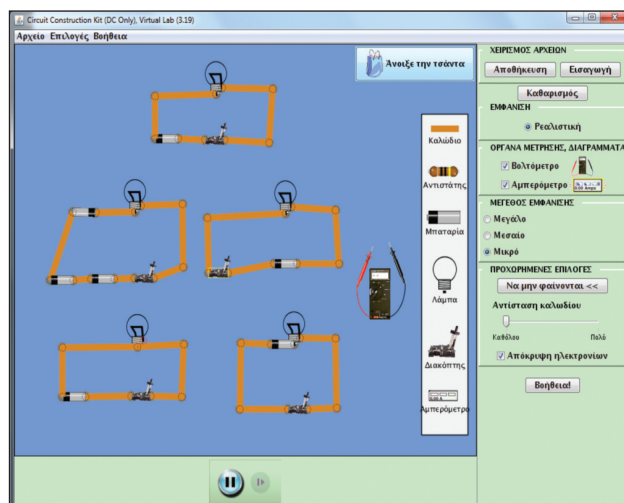 Circuit Construction Kit (DC Only), Virtual Lab (3.19)
Αρχείο Επιλογές Βοήθεια
Άνοιξε την τσάντα
Καλώδιο
Αντιστάτης
Μπαταρία
Λάμπα
Διακόπτης
Αμπερόμετρο
ΧΕΙΡΙΣΜΟΣ ΑΡΧΕΙΩΝ
Αποθήκευση Εισαγωγή
Καθαρισμός
ΕΜΦΑΝΙΣΗ
Ρεαλιστική
ΟΡΓΑΝΑ ΜΕΤΡΗΣΗΣ, ΔΙΑΓΡΑΜΜΑΤΑ
Βολτόμετρο
Αμπερόμετρο
ΜΕΓΕΘΟΣ ΕΜΦΑΝΙΣΗΣ
Μεγάλο
Μεσαίο
Μικρό
ΠΡΟΧΩΡΗΜΕΝΕΣ ΕΠΙΛΟΓΕΣ
Να μην φαίνονται <<
Αντίσταση καλωδίου
Καθόλου Πολύ
Απόκρυψη ηλεκτρονίων
Βοήθεια!